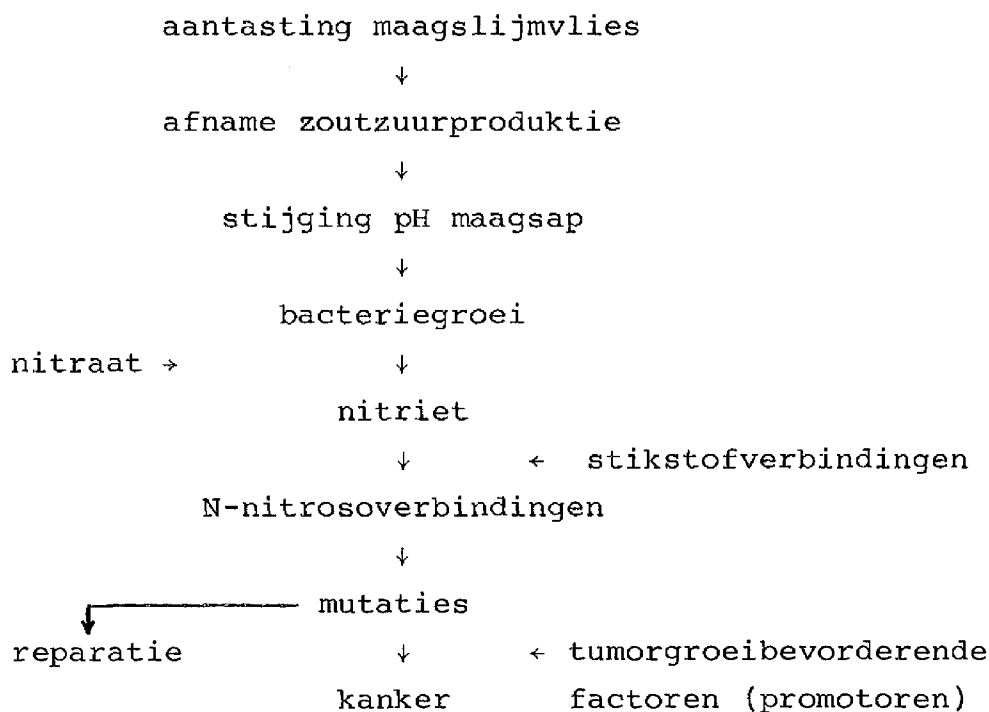 aantasting maagslijmvlies
↓
afname zoutzuurproduktie
↓
stijging pH maagsap
↓
bacteriegroei
nitraat → ↓
nitriet
↓ ← stikstofverbindingen
N-nitrosoverbindingen
↓
mutaties
reparatie ↓ ← tumorgroeibevorderende
kanker factoren (promotoren)